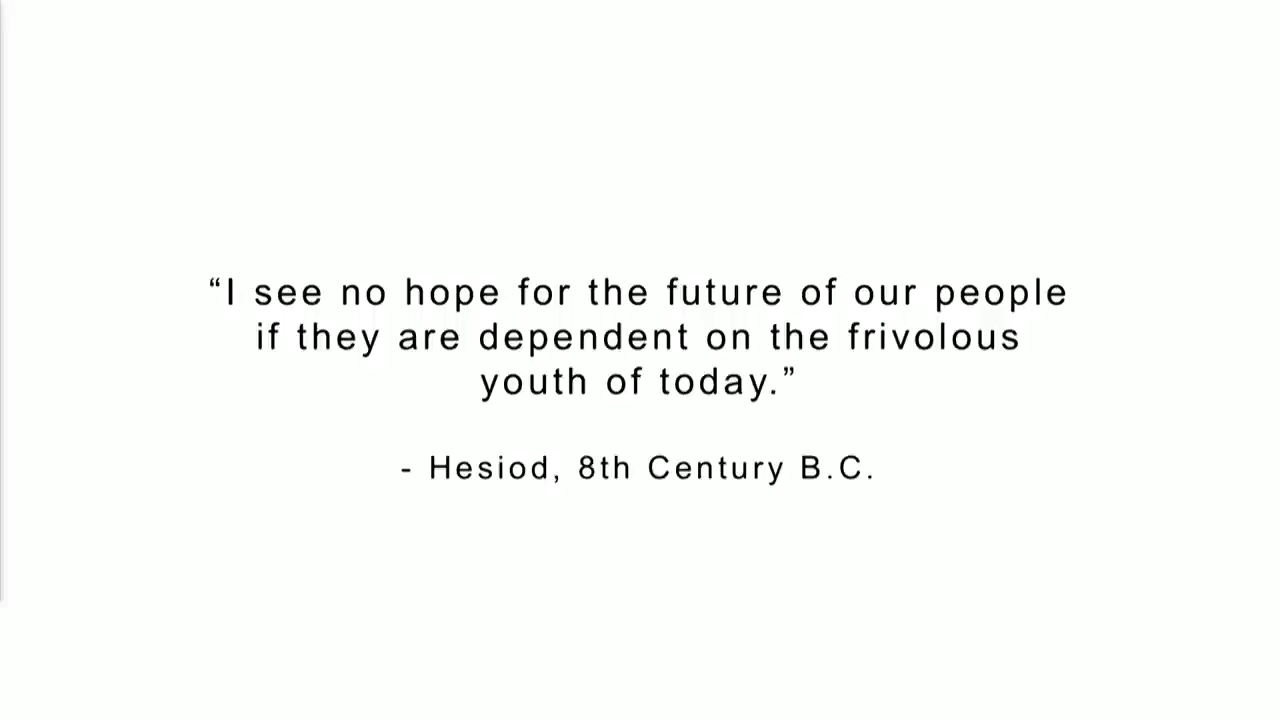 “I see no hope for the future of our people
if they are dependent on the frivolous
youth of today.”
- Hesiod, 8th Century B.C.